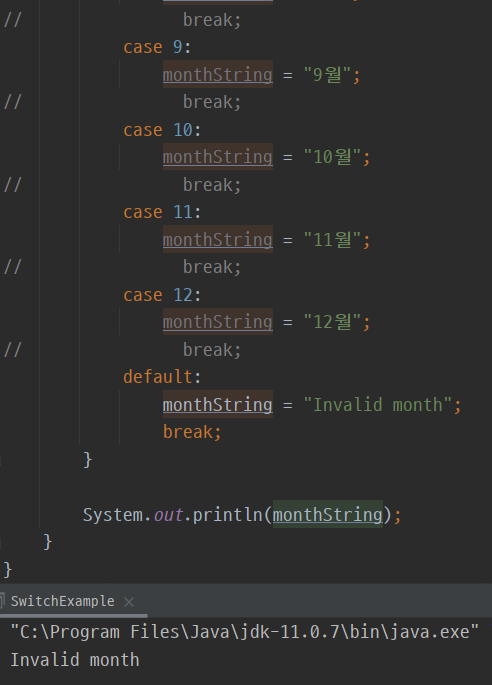 //                break;
            case 9:
                monthString = "9월";
//                break;
            case 10:
                monthString = "10월";
//                break;
            case 11:
                monthString = "11월";
//                break;
            case 12:
                monthString = "12월";
//                break;
            default:
                monthString = "Invalid month";
                break;
        }
        System.out.println(monthString);
    }
}
SwitchExample ×
"C:\Program Files\Java\jdk-11.0.7\bin\java.exe"
Invalid month